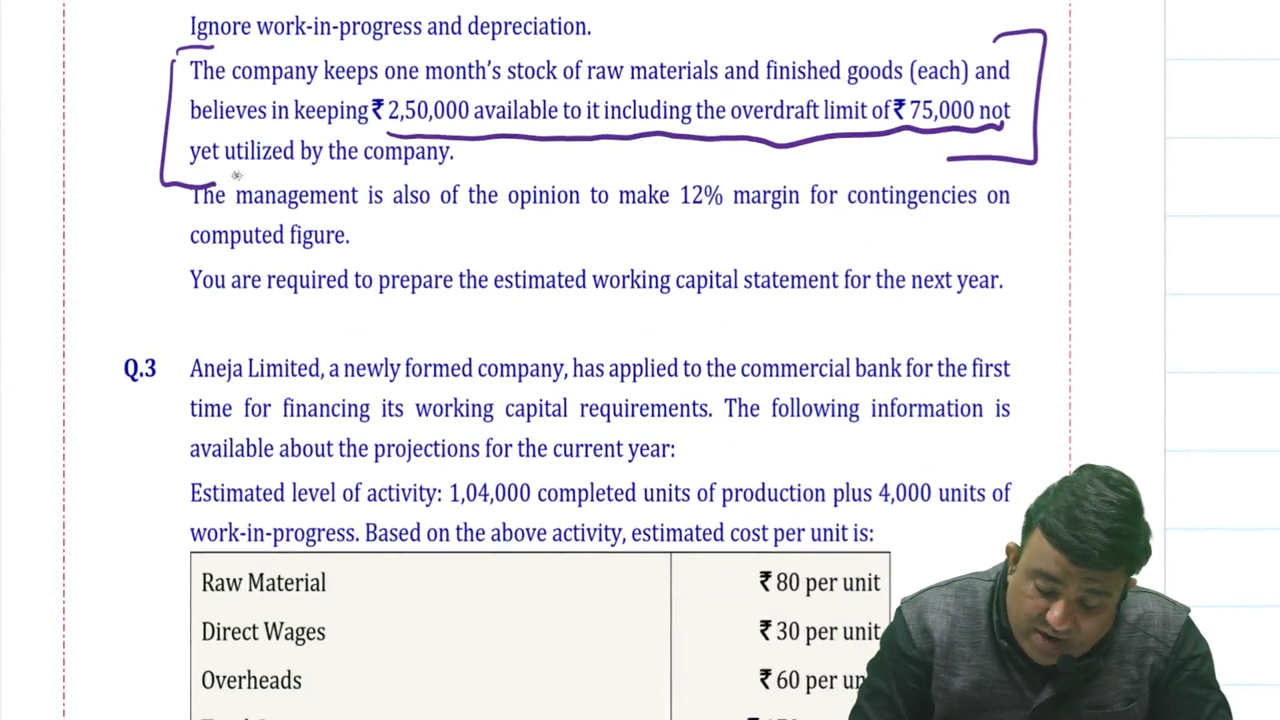 Ignore work-in-progress and depreciation.
The company keeps one month's stock of raw materials and finished goods (each) and
believes in keeping ₹ 2,50,000 available to it including the overdraft limit of ₹ 75,000 not
yet utilized by the company.
The management is also of the opinion to make 12% margin for contingencies on
computed figure.
You are required to prepare the estimated working capital statement for the next year.
Q.3 Aneja Limited, a newly formed company, has applied to the commercial bank for the first
time for financing its working capital requirements. The following information is
available about the projections for the current year:
Estimated level of activity: 1,04,000 completed units of production plus 4,000 units of
work-in-progress. Based on the above activity, estimated cost per unit is:
Raw Material ₹ 80 per unit
Direct Wages ₹ 30 per unit
Overheads ₹ 60 per